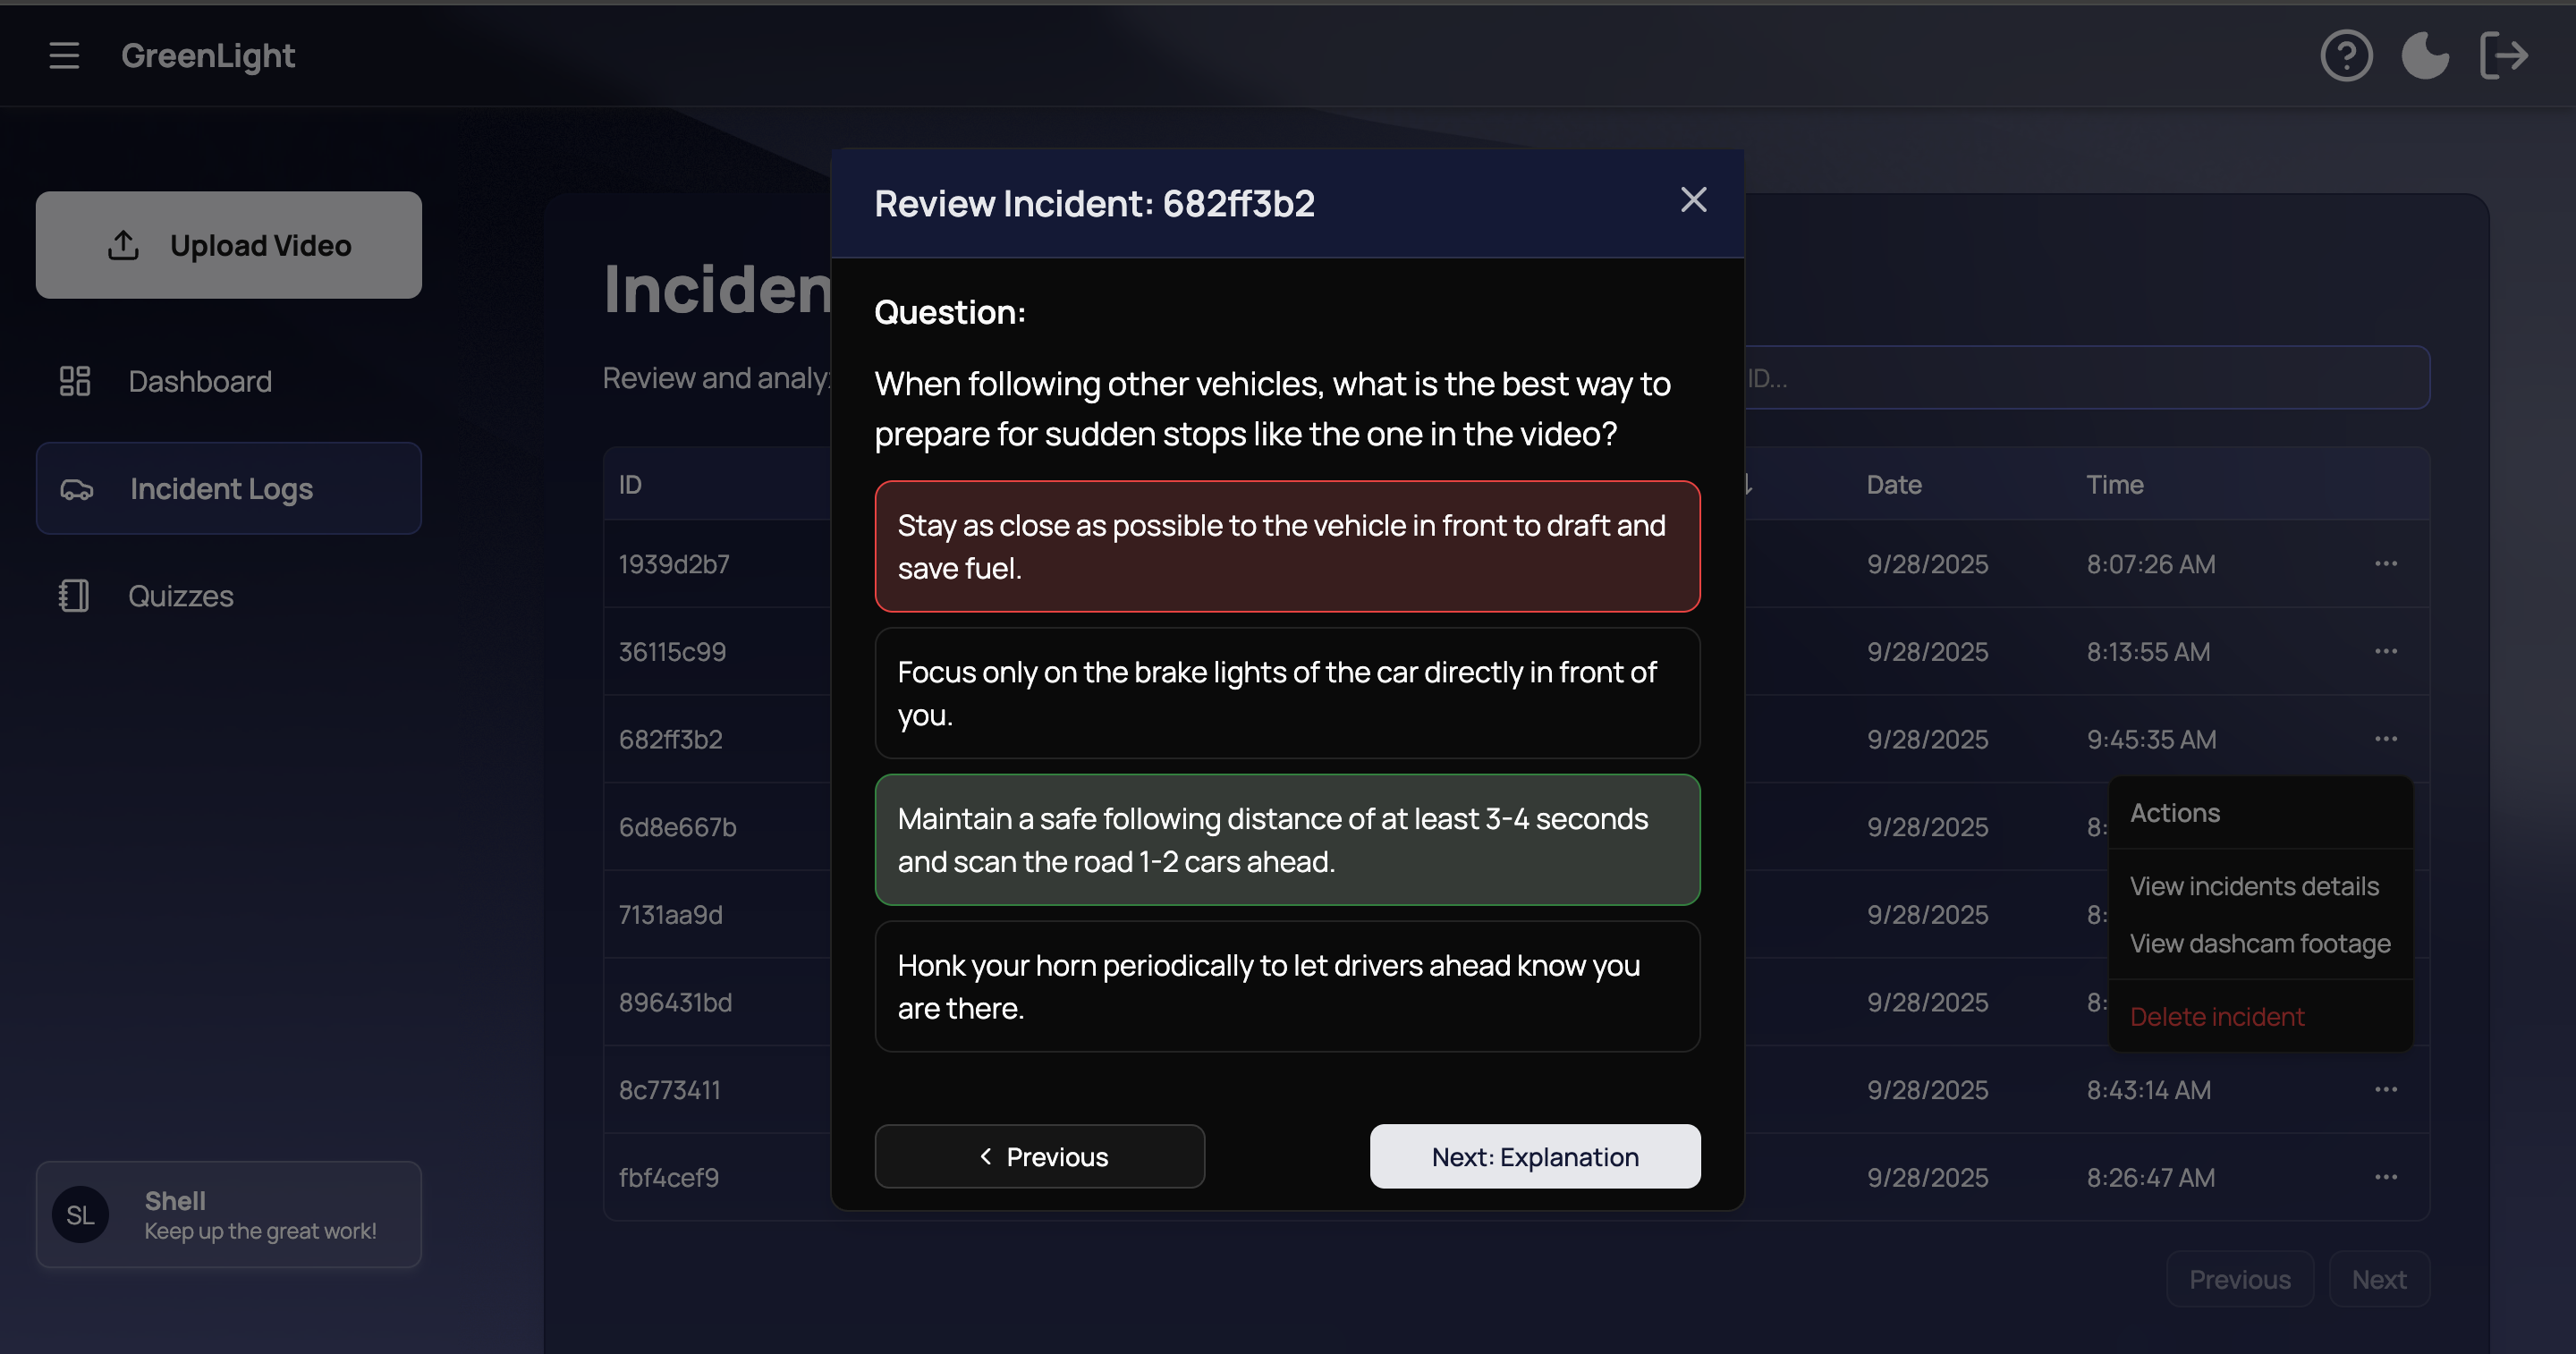 GreenLight
Upload Video
Dashboard
Incident Logs
Quizzes
SL
Shell
Keep up the great work!
Review and
ID...
ID
Date
Time
1939d2b7
9/28/2025
8:07:26 AM
36115c99
9/28/2025
8:13:55 AM
682ff3b2
9/28/2025
9:45:35 AM
6d8e667b
9/28/2025
8:
7131aa9d
9/28/2025
8:
896431bd
9/28/2025
8:
8c773411
9/28/2025
8:43:14 AM
fbf4cef9
9/28/2025
8:26:47 AM
Actions
View incidents details
View dashcam footage
Delete incident
Previous
Next
Review Incident: 682ff3b2
Question:
When following other vehicles, what is the best way to
prepare for sudden stops like the one in the video?
Stay as close as possible to the vehicle in front to draft and
save fuel.
Focus only on the brake lights of the car directly in front of
you.
Maintain a safe following distance of at least 3-4 seconds
and scan the road 1-2 cars ahead.
Honk your horn periodically to let drivers ahead know you
are there.
Previous
Next: Explanation